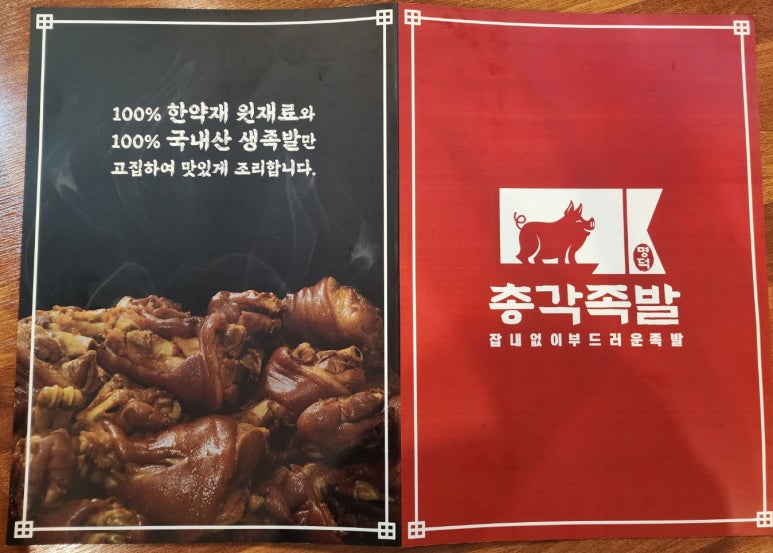 100% 한약재 원재료와
100% 국내산 생족발만
고집하여 맛있게 조리합니다.
명덕
총각족발
잡내없이부드러운족발